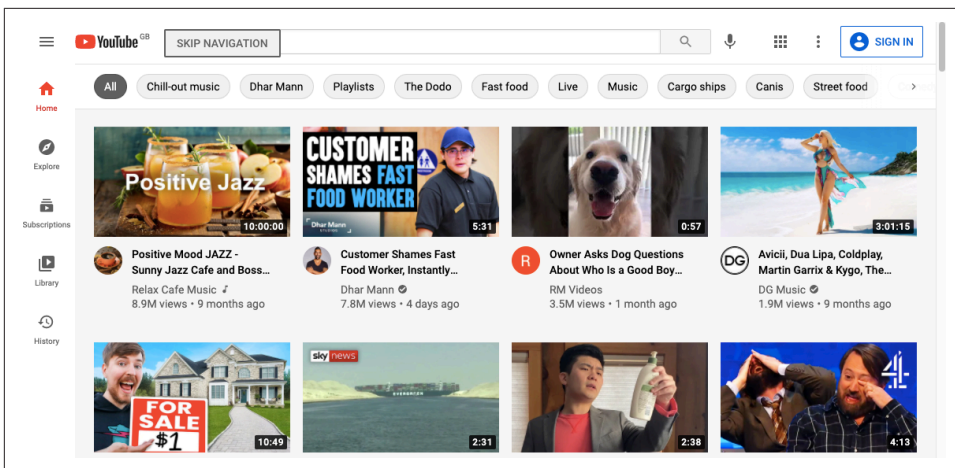 YouTube GB
SKIP NAVIGATION
SIGN IN
All Chill-out music Dhar Mann Playlists The Dodo Fast food Live Music Cargo ships Canis Street food
Home
Explore
Subscriptions
Library
History
Positive Jazz
10:00:00
CUSTOMER
SHAMES FAST
FOOD WORKER
Dhar Mann
5:31
0:57
3:01:15
Positive Mood JAZZ -
Sunny Jazz Cafe and Boss...
Relax Cafe Music
8.9M views • 9 months ago
Customer Shames Fast
Food Worker, Instantly...
Dhar Mann
7.8M views • 4 days ago
R
Owner Asks Dog Questions
About Who Is a Good Boy...
RM Videos
3.5M views • 1 month ago
DG
Avicii, Dua Lipa, Coldplay,
Martin Garrix & Kygo, The...
DG Music
1.9M views • 9 months ago
FOR
SALE
$1
10:49
sky news
EVERGREEN
2:31
2:38
4
4:13